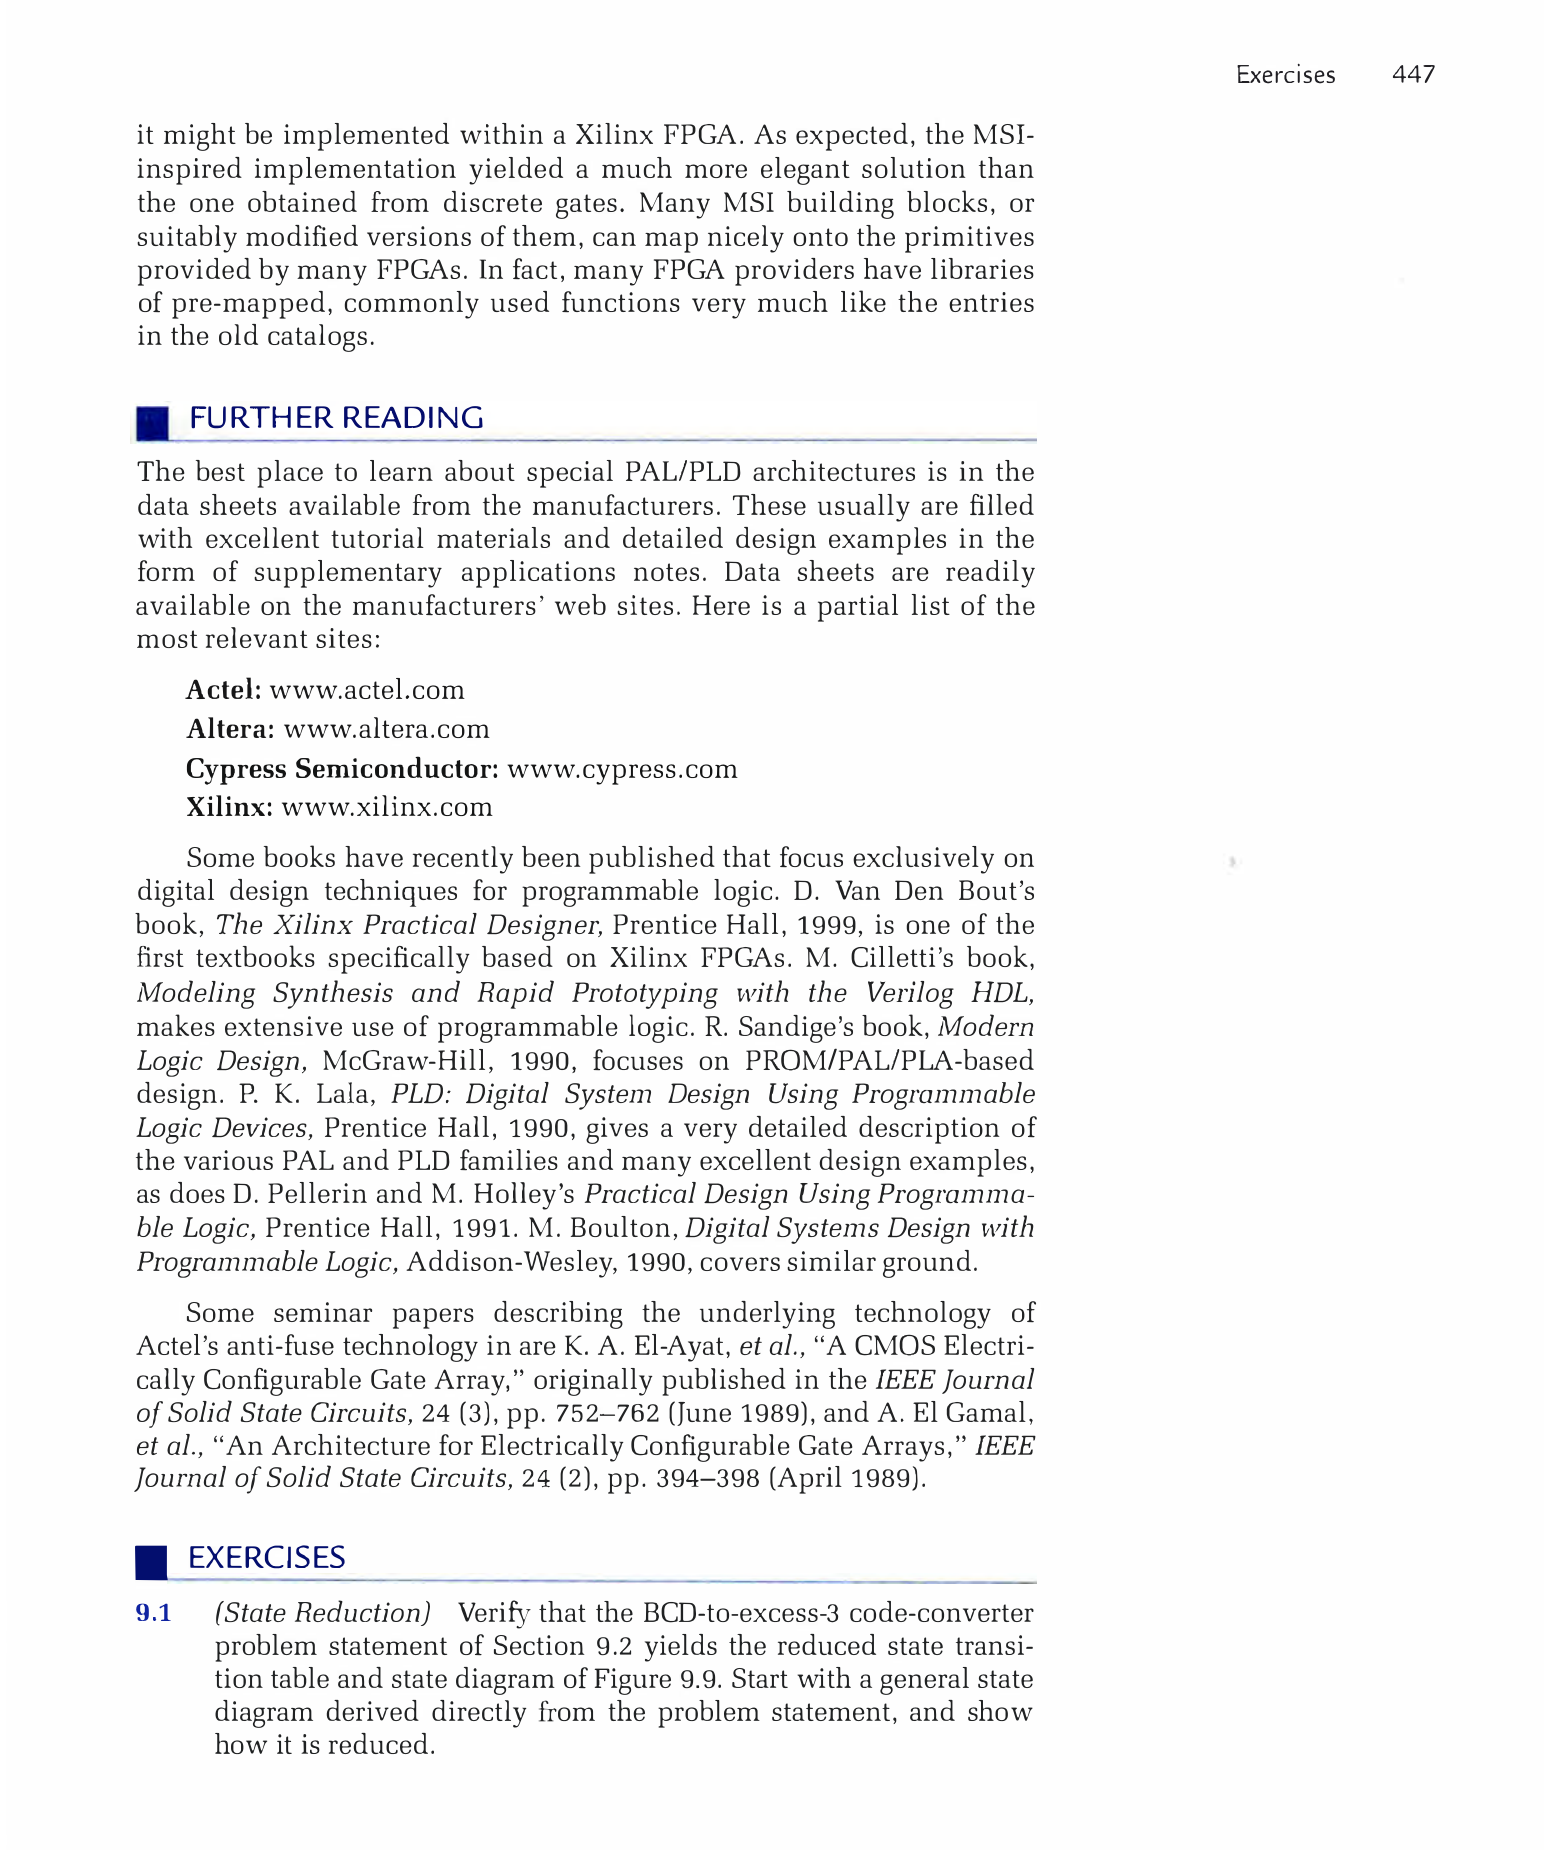 Exercises 447
it might be implemented within a Xilinx FPGA. As expected, the MSI-
inspired implementation yielded a much more elegant solution than
the one obtained from discrete gates. Many MSI building blocks, or
suitably modified versions of them, can map nicely onto the primitives
provided by many FPGAs. In fact, many FPGA providers have libraries
of pre-mapped, commonly used functions very much like the entries
in the old catalogs.
FURTHER READING
The best place to learn about special PAL/PLD architectures is in the
data sheets available from the manufacturers. These usually are filled
with excellent tutorial materials and detailed design examples in the
form of supplementary applications notes. Data sheets are readily
available on the manufacturers’ web sites. Here is a partial list of the
most relevant sites:
Actel: www.actel.com
Altera: www.altera.com
Cypress Semiconductor: www.cypress.com
Xilinx: www.xilinx.com
Some books have recently been published that focus exclusively on
digital design techniques for programmable logic. D. Van Den Bout’s
book, The Xilinx Practical Designer, Prentice Hall, 1999, is one of the
first textbooks specifically based on Xilinx FPGAs. M. Cilletti’s book,
Modeling Synthesis and Rapid Prototyping with the Verilog HDL,
makes extensive use of programmable logic. R. Sandige’s book, Modern
Logic Design, McGraw-Hill, 1990, focuses on PROM/PAL/PLA-based
design. P. K. Lala, PLD: Digital System Design Using Programmable
Logic Devices, Prentice Hall, 1990, gives a very detailed description of
the various PAL and PLD families and many excellent design examples,
as does D. Pellerin and M. Holley’s Practical Design Using Programma-
ble Logic, Prentice Hall, 1991. M. Boulton, Digital Systems Design with
Programmable Logic, Addison-Wesley, 1990, covers similar ground.
Some seminar papers describing the underlying technology of
Actel’s anti-fuse technology in are K. A. El-Ayat, et al., “A CMOS Electri-
cally Configurable Gate Array,” originally published in the IEEE Journal
of Solid State Circuits, 24 (3), pp. 752–762 (June 1989), and A. El Gamal,
et al., “An Architecture for Electrically Configurable Gate Arrays,” IEEE
Journal of Solid State Circuits, 24 (2), pp. 394–398 (April 1989).
EXERCISES
9.1 (State Reduction) Verify that the BCD-to-excess-3 code-converter
problem statement of Section 9.2 yields the reduced state transi-
tion table and state diagram of Figure 9.9. Start with a general state
diagram derived directly from the problem statement, and show
how it is reduced.